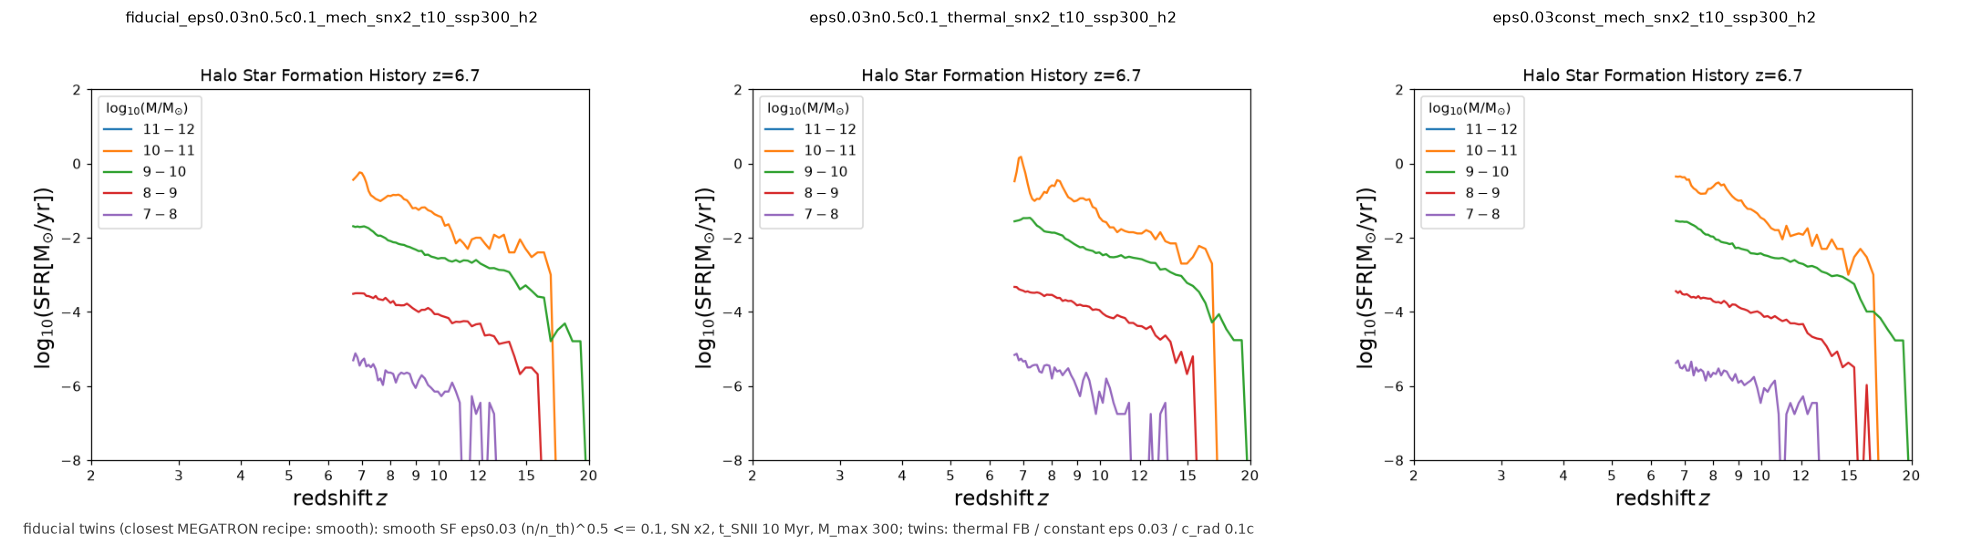 fiducial_eps0.03n0.5c0.1_mech_snx2_t10_ssp300_h2
eps0.03n0.5c0.1_thermal_snx2_t10_ssp300_h2
eps0.03const_mech_snx2_t10_ssp300_h2
Halo Star Formation History z=6.7
log₁₀(M/M⊙)
11 − 12
10 − 11
9 − 10
8 − 9
7 − 8
log₁₀(SFR[M⊙/yr])
2
0
−2
−4
−6
−8
2 3 4 5 6 7 8 9 10 12 15 20
redshift z
Halo Star Formation History z=6.7
log₁₀(M/M⊙)
11 − 12
10 − 11
9 − 10
8 − 9
7 − 8
log₁₀(SFR[M⊙/yr])
2
0
−2
−4
−6
−8
2 3 4 5 6 7 8 9 10 12 15 20
redshift z
Halo Star Formation History z=6.7
log₁₀(M/M⊙)
11 − 12
10 − 11
9 − 10
8 − 9
7 − 8
log₁₀(SFR[M⊙/yr])
2
0
−2
−4
−6
−8
2 3 4 5 6 7 8 9 10 12 15 20
redshift z
fiducial twins (closest MEGATRON recipe: smooth): smooth SF eps0.03 (n/n_th)^0.5 <= 0.1, SN x2, t_SNII 10 Myr, M_max 300; twins: thermal FB / constant eps 0.03 / c_rad 0.1c